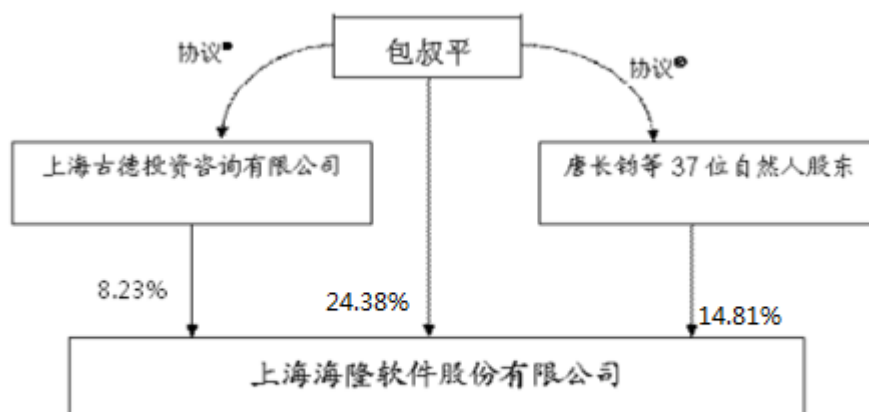 包叔平
协议
协议
上海古德投资咨询有限公司
唐长钧等 37 位自然人股东
8.23%
24.38%
14.81%
上海海隆软件股份有限公司